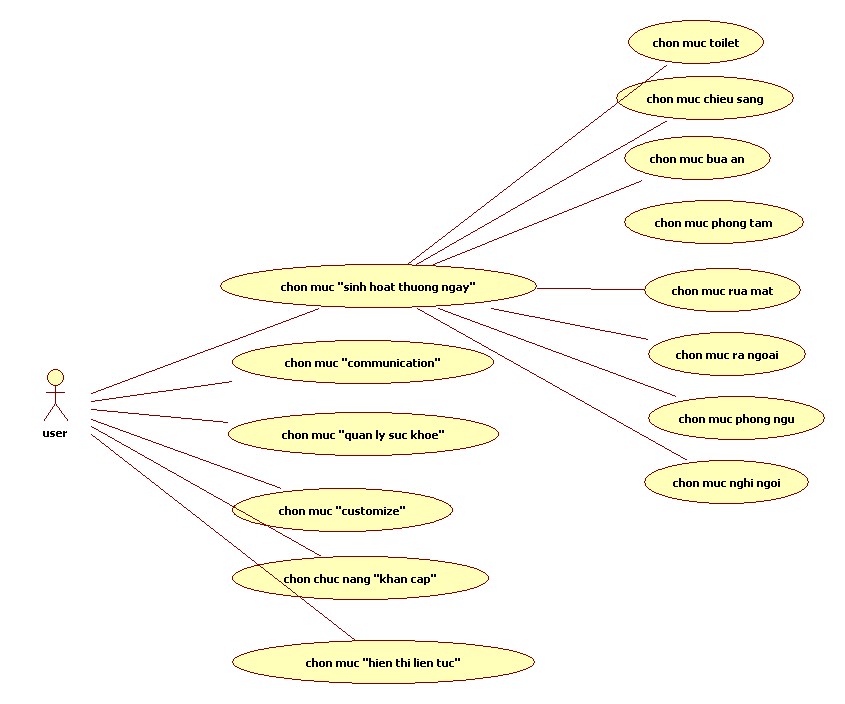 chon muc toilet
chon muc chieu sang
chon muc bua an
chon muc phong tam
chon muc "sinh hoat thuong ngay"
chon muc rua mat
chon muc ra ngoai
chon muc "communication"
chon muc phong ngu
user
chon muc "quan ly suc khoe"
chon muc nghi ngoi
chon muc "customize"
chon chuc nang "khan cap"
chon muc "hien thi lien tuc"